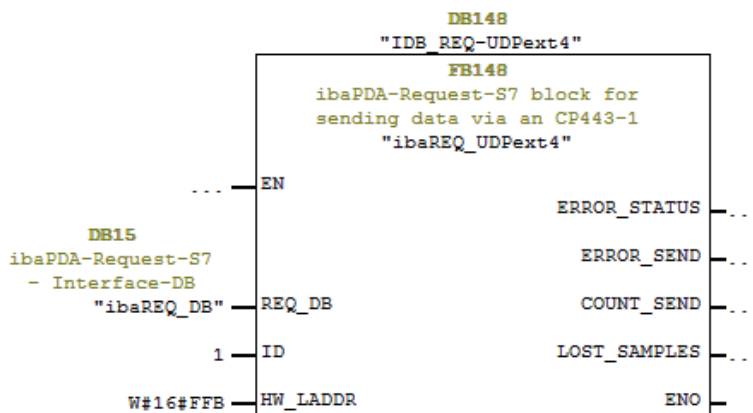 DB148
"IDB_REQ-UDPext4"
FB148
ibaPDA-Request-S7 block for
sending data via an CP443-1
"ibaREQ_UDPext4"
... EN
ERROR_STATUS ..
DB15
ibaPDA-Request-S7
- Interface-DB
"ibaREQ_DB" REQ_DB
ERROR_SEND ..
COUNT_SEND ..
1 ID
LOST_SAMPLES ..
W#16#FFB HW_LADDR
ENO